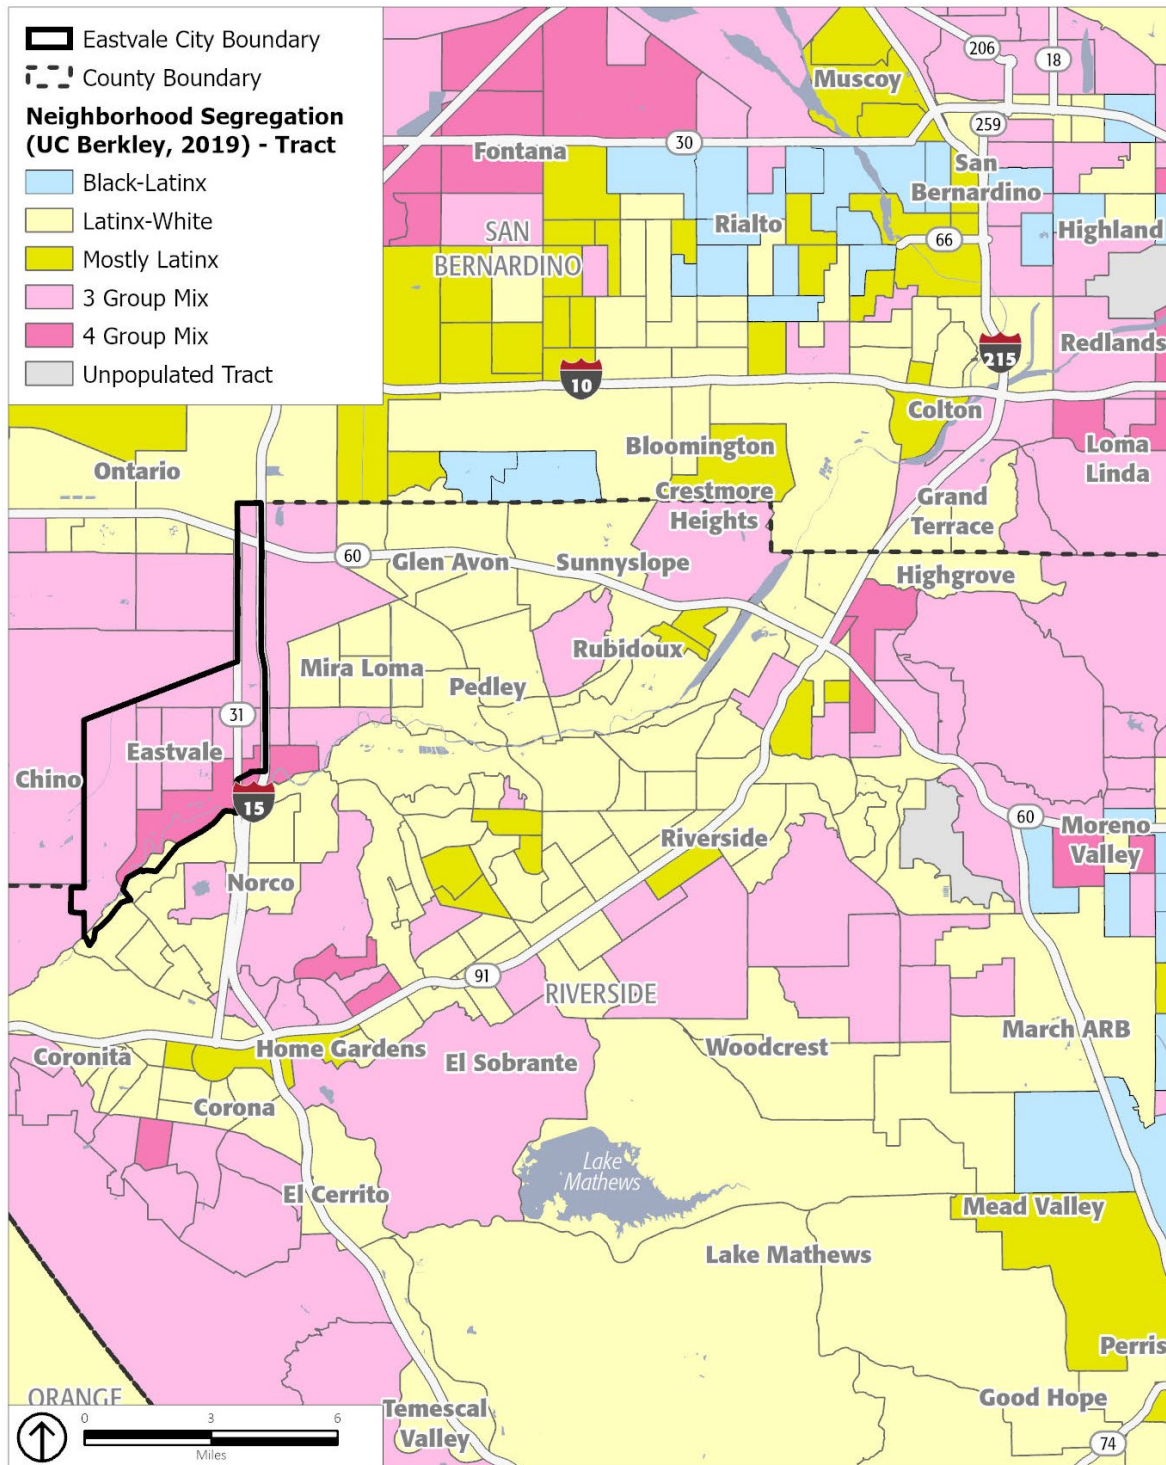 Eastvale City Boundary
County Boundary
Neighborhood Segregation
(UC Berkley, 2019) - Tract
Black-Latinx
Latinx-White
Mostly Latinx
3 Group Mix
4 Group Mix
Unpopulated Tract
206
18
Muscoy
259
30
Fontana
San
Bernardino
Rialto
Highland
SAN
BERNARDINO
66
Redlands
215
10
Colton
Bloomington
Loma
Linda
Ontario
Crestmore
Heights
Grand
Terrace
60
Glen Avon
Sunnyslope
Highgrove
Rubidoux
Mira Loma
Pedley
31
Eastvale
Chino
15
60
Moreno
Valley
Riverside
Norco
91
RIVERSIDE
March ARB
Coronita
Home Gardens
El Sobrante
Woodcrest
Corona
Lake
Mathews
El Cerrito
Mead Valley
Lake Mathews
Perris
Good Hope
ORANGE
Temescal
Valley
74
0 3 6
Miles